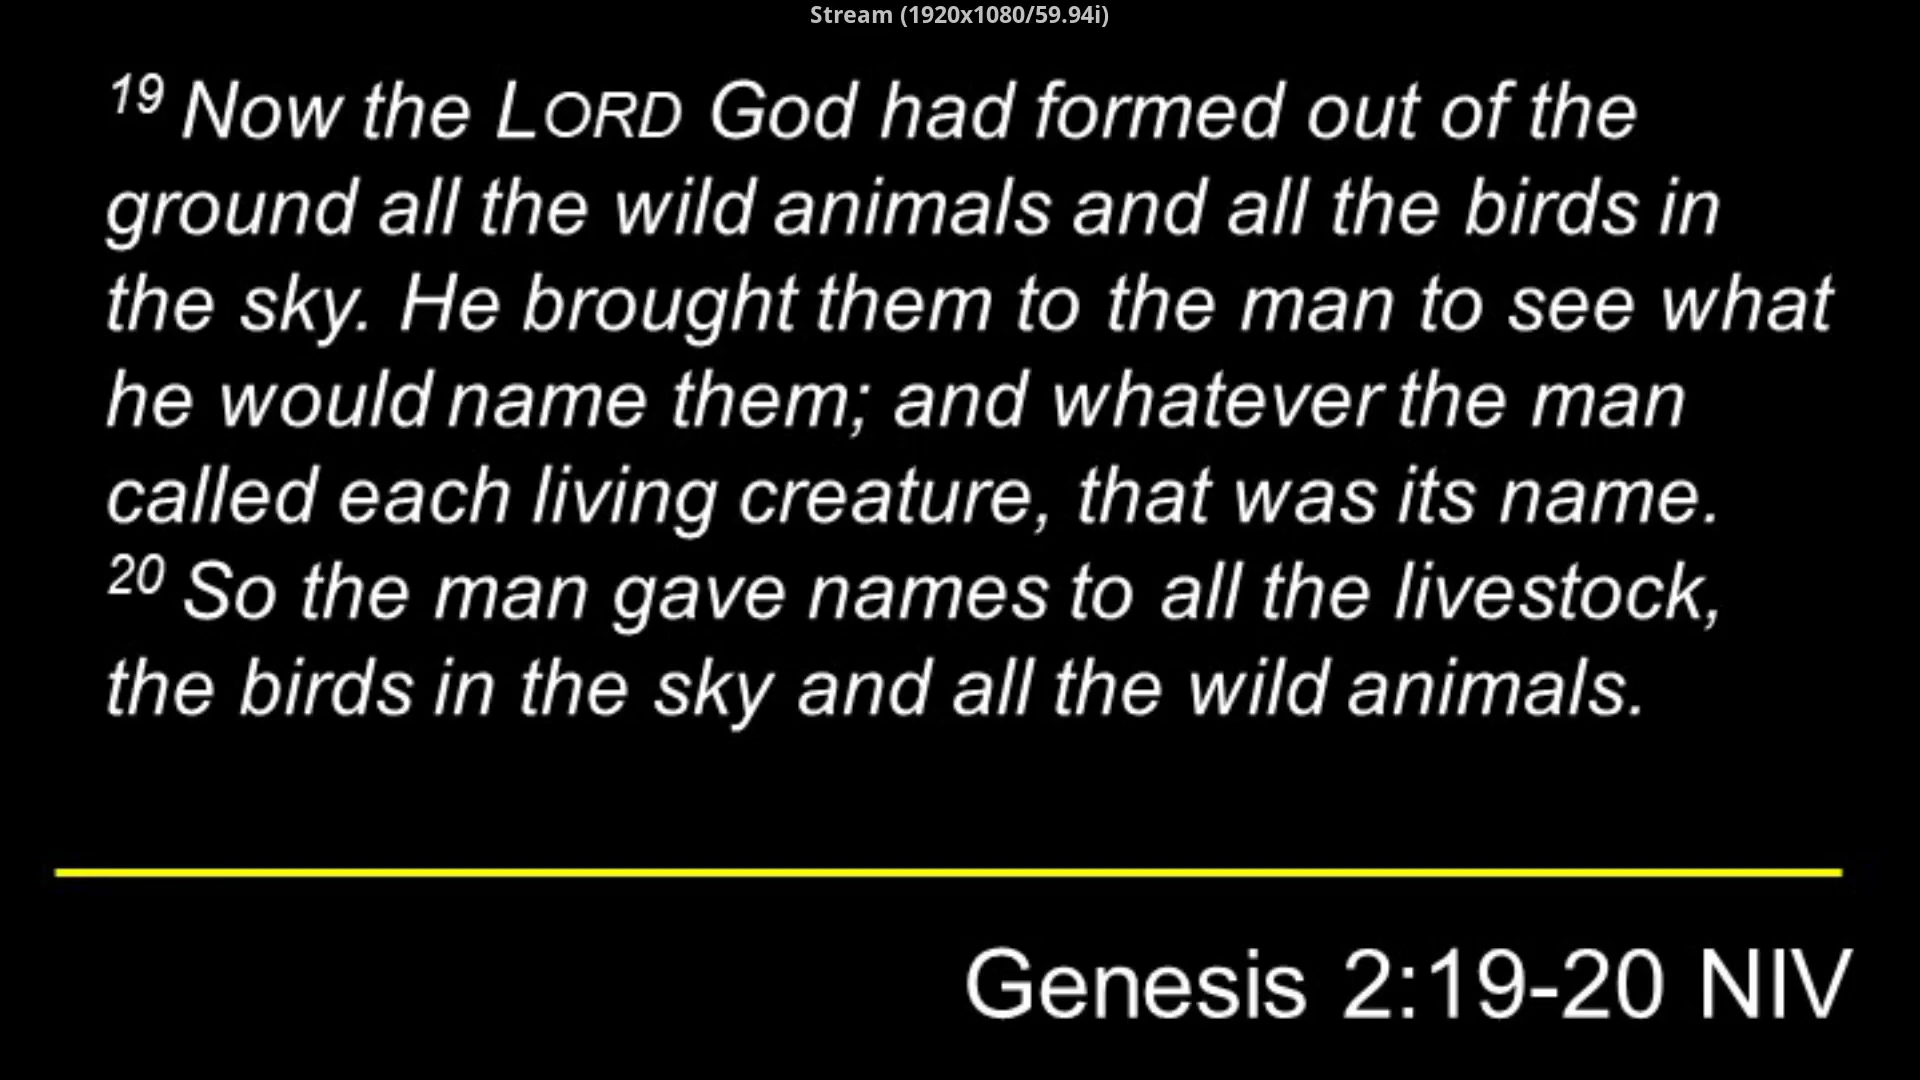 Stream (1920x1080/59.94i)
19 Now the LORD God had formed out of the
ground all the wild animals and all the birds in
the sky. He brought them to the man to see what
he would name them; and whatever the man
called each living creature, that was its name.
20 So the man gave names to all the livestock,
the birds in the sky and all the wild animals.
Genesis 2:19-20 NIV